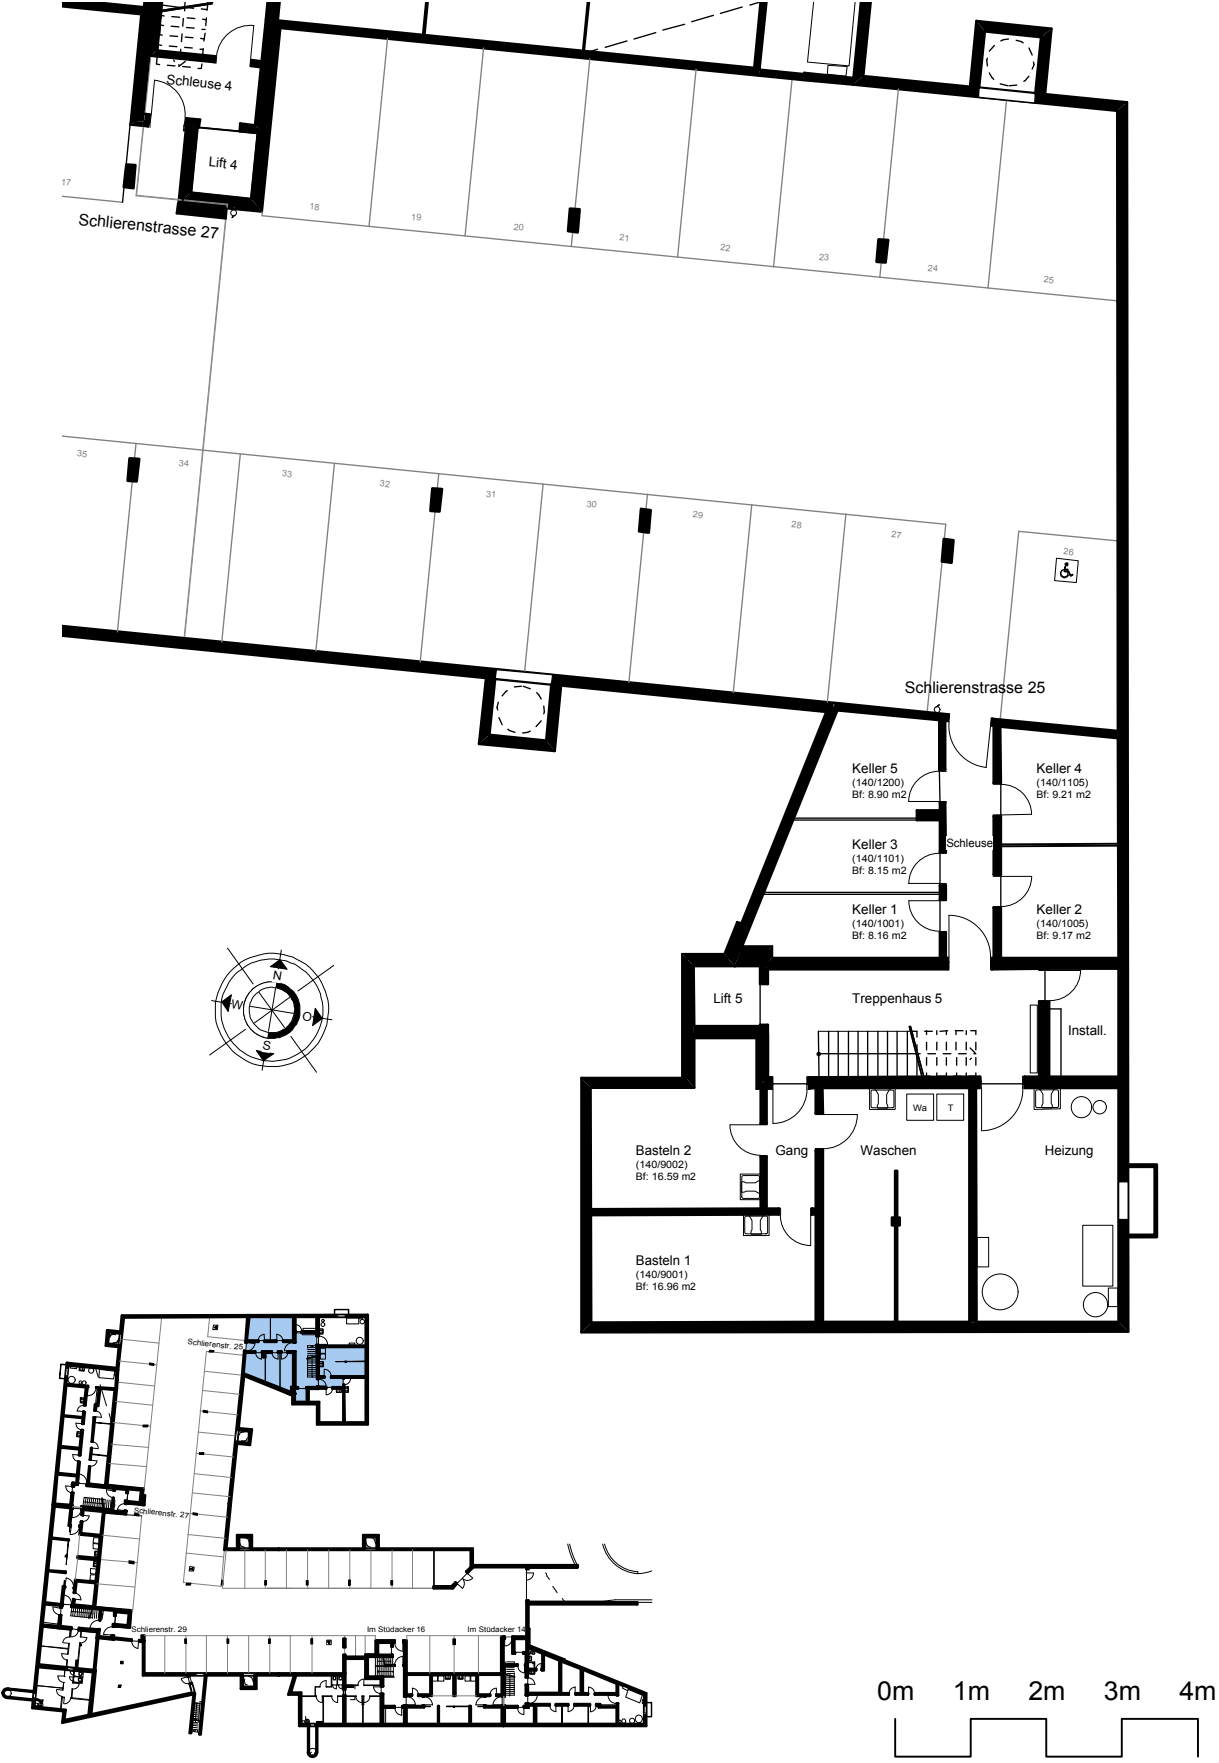 Schleuse 4
Lift 4
17
Schlierenstrasse 27
18
19
20
21
22
23
24
25
35
34
33
32
31
30
29
28
27
26
Schlierenstrasse 25
Keller 5
(140/1200)
Bf: 8.90 m2
Keller 4
(140/1105)
Bf: 9.21 m2
Keller 3
(140/1101)
Bf: 8.15 m2
Schleuse
Keller 1
(140/1001)
Bf: 8.16 m2
Keller 2
(140/1005)
Bf: 9.17 m2
N
W
O
S
Lift 5
Treppenhaus 5
Install.
Wa
T
Basteln 2
(140/9002)
Bf: 16.59 m2
Gang
Waschen
Heizung
Basteln 1
(140/9001)
Bf: 16.96 m2
Schlierenstr. 25
Schlierenstr. 27
Schlierenstr. 29
Im Stüdacker 16
Im Stüdacker 14
0m 1m 2m 3m 4m